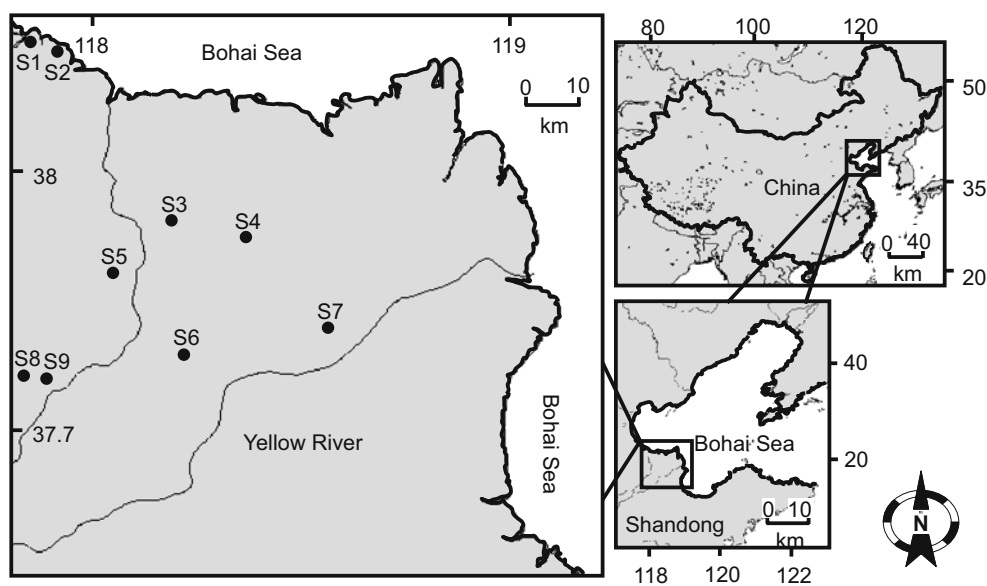 118
119
S1
S2
Bohai Sea
0 10
km
38
S3
S4
S5
S7
S6
S8
S9
37.7
Yellow River
Bohai Sea
80
100
120
50
China
35
0 40
km
20
40
Bohai Sea
20
0 10
km
Shandong
118
120
122
N